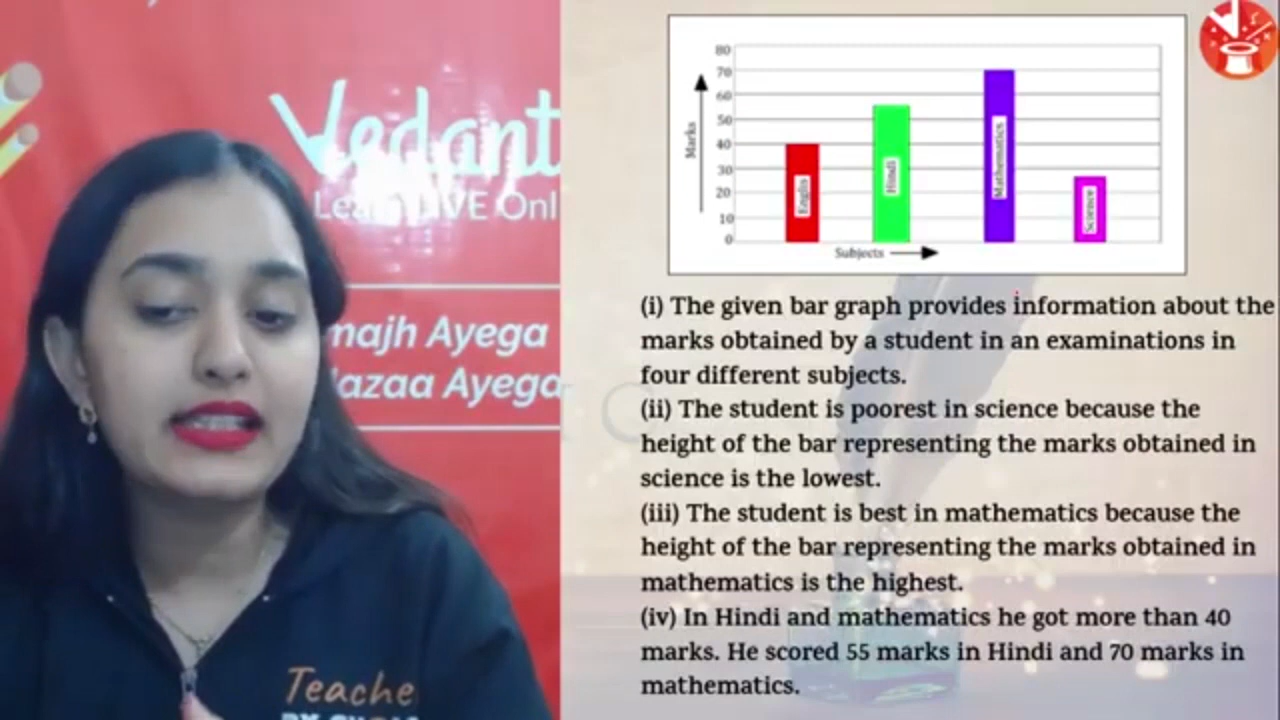 Vedant
Learn LIVE Onl
majh Ayega
azaa Ayega
Teache
80
70
60
50
40
30
20
10
0
Marks
Englis
Hindi
Mathematics
Science
Subjects
(i) The given bar graph provides information about the
marks obtained by a student in an examinations in
four different subjects.
(ii) The student is poorest in science because the
height of the bar representing the marks obtained in
science is the lowest.
(iii) The student is best in mathematics because the
height of the bar representing the marks obtained in
mathematics is the highest.
(iv) In Hindi and mathematics he got more than 40
marks. He scored 55 marks in Hindi and 70 marks in
mathematics.